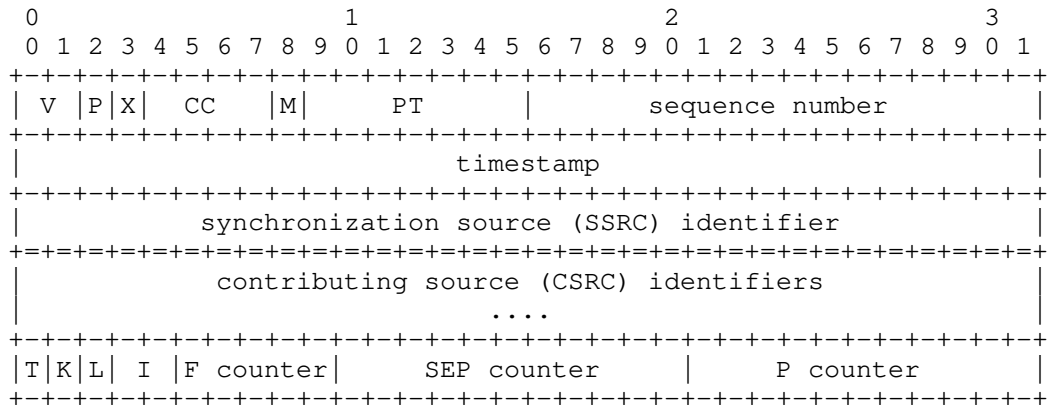 0                   1                   2                   3
 0 1 2 3 4 5 6 7 8 9 0 1 2 3 4 5 6 7 8 9 0 1 2 3 4 5 6 7 8 9 0 1
+-+-+-+-+-+-+-+-+-+-+-+-+-+-+-+-+-+-+-+-+-+-+-+-+-+-+-+-+-+-+-+-+
| V |P|X|  CC   |M|     PT      |       sequence number         |
+-+-+-+-+-+-+-+-+-+-+-+-+-+-+-+-+-+-+-+-+-+-+-+-+-+-+-+-+-+-+-+-+
|                           timestamp                           |
+-+-+-+-+-+-+-+-+-+-+-+-+-+-+-+-+-+-+-+-+-+-+-+-+-+-+-+-+-+-+-+-+
|           synchronization source (SSRC) identifier            |
+=+=+=+=+=+=+=+=+=+=+=+=+=+=+=+=+=+=+=+=+=+=+=+=+=+=+=+=+=+=+=+=+
|            contributing source (CSRC) identifiers             |
|                             ....                              |
+-+-+-+-+-+-+-+-+-+-+-+-+-+-+-+-+-+-+-+-+-+-+-+-+-+-+-+-+-+-+-+-+
|T|K|L| I |F counter|     SEP counter     |     P counter       |
+-+-+-+-+-+-+-+-+-+-+-+-+-+-+-+-+-+-+-+-+-+-+-+-+-+-+-+-+-+-+-+-+